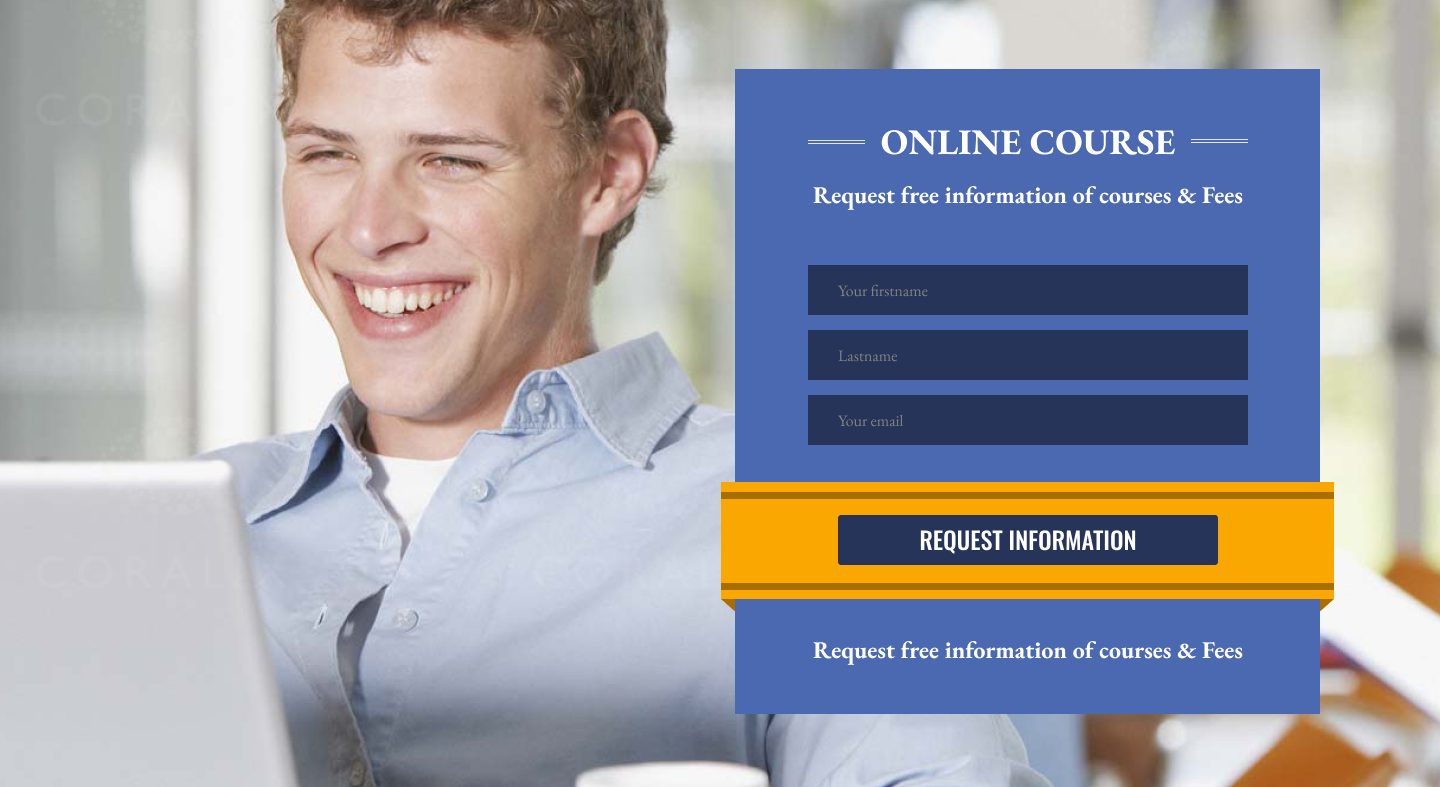 ONLINE COURSE
Request free information of courses & Fees
Your firstname
Lastname
Your email
REQUEST INFORMATION
Request free information of courses & Fees
CORAL